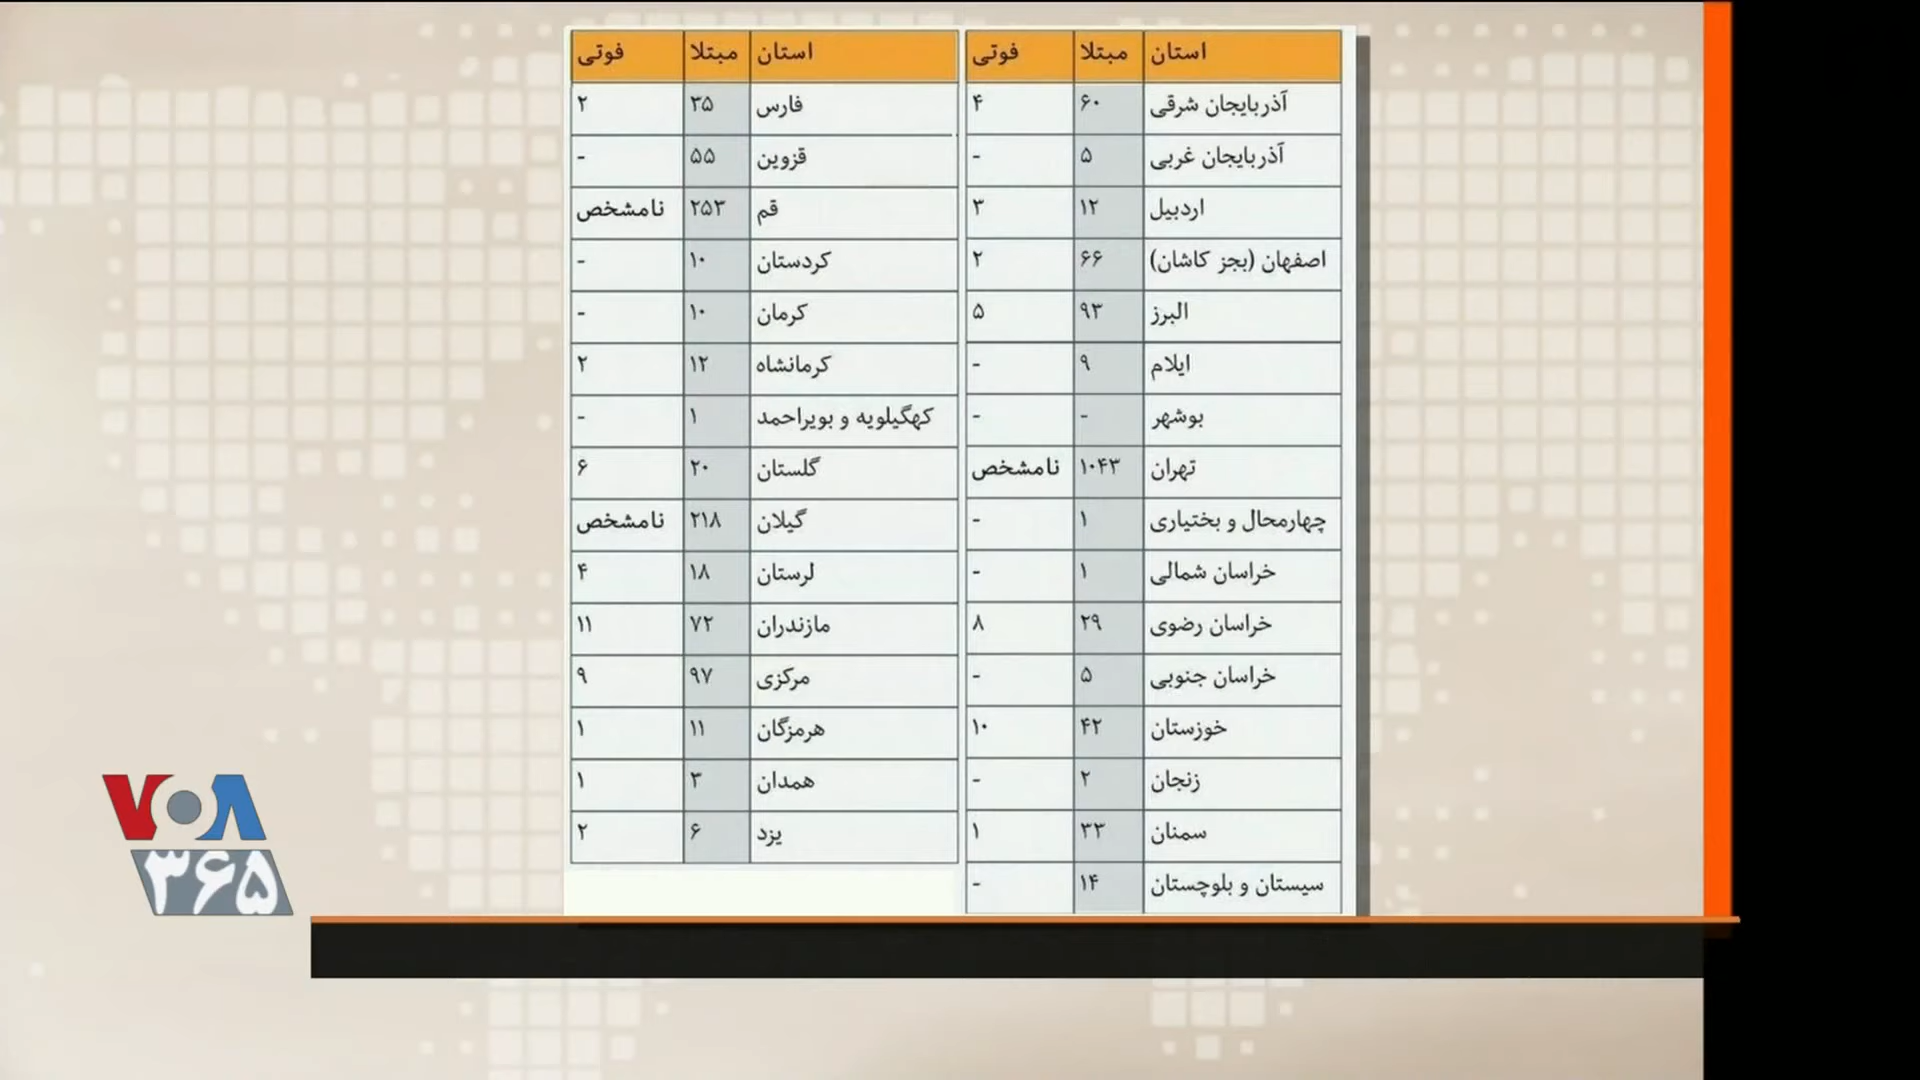 استان مبتلا فوتی
آذربایجان شرقی ۶۰ ۴
آذربایجان غربی ۵ -
اردبیل ۱۲ ۳
اصفهان (بجز کاشان) ۶۶ ۲
البرز ۹۳ ۵
ایلام ۹ -
بوشهر - -
تهران ۱۰۴۳ نامشخص
چهارمحال و بختیاری ۱ -
خراسان شمالی ۱ -
خراسان رضوی ۲۹ ۸
خراسان جنوبی ۵ -
خوزستان ۴۲ ۱۰
زنجان ۲ -
سمنان ۳۳ ۱
سیستان و بلوچستان ۱۴ -
استان مبتلا فوتی
فارس ۳۵ ۲
قزوین ۵۵ -
قم ۲۵۳ نامشخص
کردستان ۱۰ -
کرمان ۱۰ -
کرمانشاه ۱۲ ۲
کهگیلویه و بویراحمد ۱ -
گلستان ۲۰ ۶
گیلان ۲۱۸ نامشخص
لرستان ۱۸ ۴
مازندران ۷۲ ۱۱
مرکزی ۹۷ ۹
هرمزگان ۱۱ ۱
همدان ۳ ۱
یزد ۶ ۲
VOA
۳۶۵